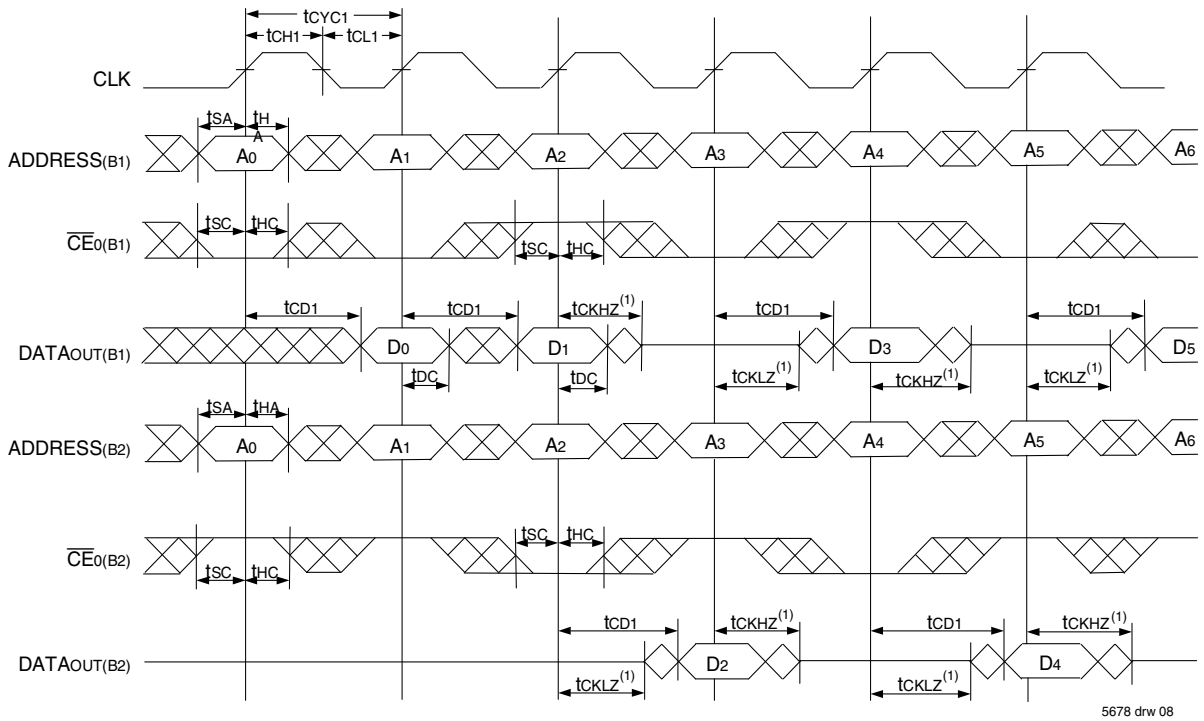 tCYC1
tCH1 tCL1
CLK
tSA tHA
ADDRESS(B1) A0 A1 A2 A3 A4 A5 A6
tSC tHC
CE0(B1) tSC tHC
tCD1 tCD1 tCKHZ(1) tCD1 tCD1
DATAOUT(B1) D0 D1 D3 D5
tDC tDC tCKLZ(1) tCKHZ(1) tCKLZ(1)
tSA tHA
ADDRESS(B2) A0 A1 A2 A3 A4 A5 A6
tSC tHC
CE0(B2) tSC tHC
tCD1 tCKHZ(1) tCD1 tCKHZ(1)
DATAOUT(B2) D2 D4
tCKLZ(1) tCKLZ(1)
5678 drw 08